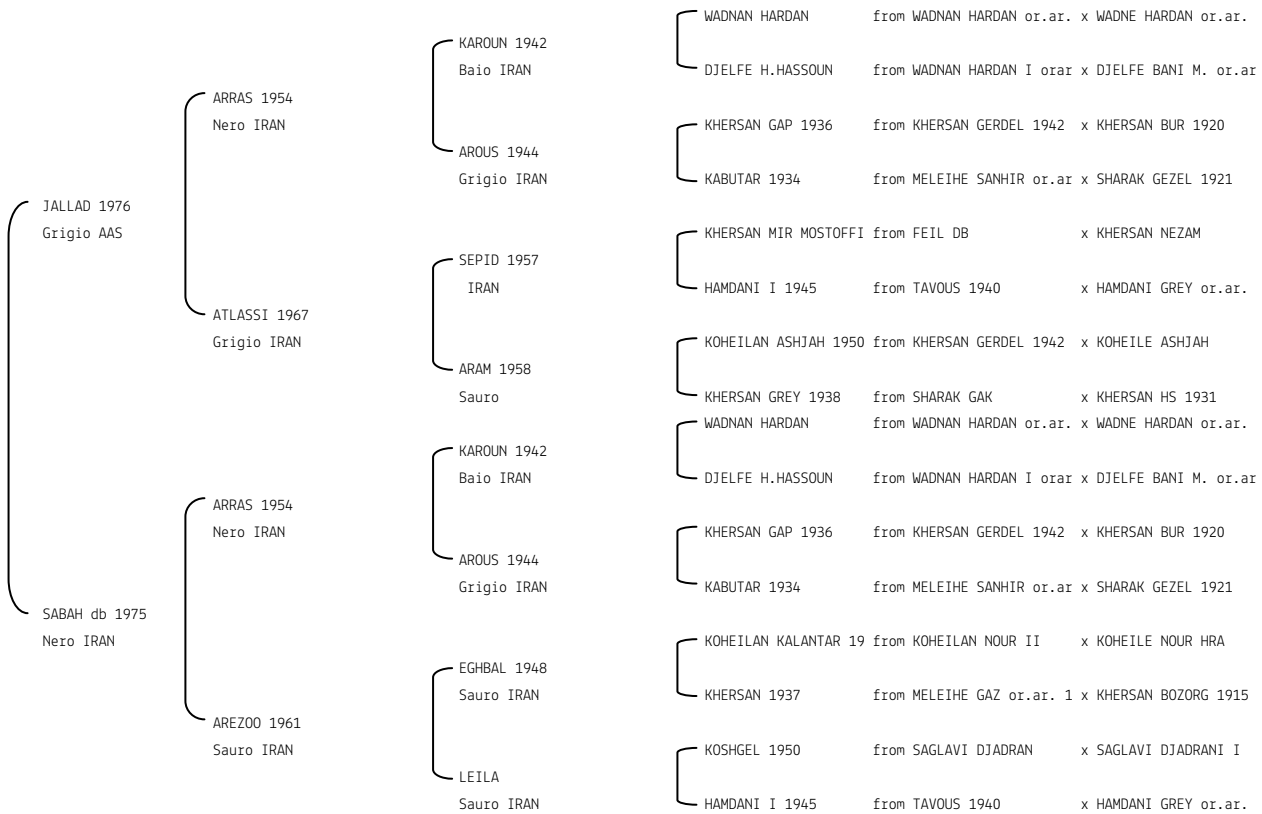 WADNAN HARDAN from WADNAN HARDAN or.ar. x WADNE HARDAN or.ar.
KAROUN 1942
Baio IRAN
DJELFE H.HASSOUN from WADNAN HARDAN I orar x DJELFE BANI M. or.ar
ARRAS 1954
Nero IRAN
KHERSAN GAP 1936 from KHERSAN GERDEL 1942 x KHERSAN BUR 1920
AROUS 1944
Grigio IRAN
KABUTAR 1934 from MELEIHE SANHIR or.ar x SHARAK GEZEL 1921
JALLAD 1976
Grigio AAS
KHERSAN MIR MOSTOFFI from FEIL DB x KHERSAN NEZAM
SEPID 1957
IRAN
HAMDANI I 1945 from TAVOUS 1940 x HAMDANI GREY or.ar.
ATLASSI 1967
Grigio IRAN
KOHEILAN ASHJAH 1950 from KHERSAN GERDEL 1942 x KOHEILE ASHJAH
ARAM 1958
Sauro
KHERSAN GREY 1938 from SHARAK GAK x KHERSAN HS 1931
WADNAN HARDAN from WADNAN HARDAN or.ar. x WADNE HARDAN or.ar.
KAROUN 1942
Baio IRAN
DJELFE H.HASSOUN from WADNAN HARDAN I orar x DJELFE BANI M. or.ar
ARRAS 1954
Nero IRAN
KHERSAN GAP 1936 from KHERSAN GERDEL 1942 x KHERSAN BUR 1920
AROUS 1944
Grigio IRAN
KABUTAR 1934 from MELEIHE SANHIR or.ar x SHARAK GEZEL 1921
SABAH db 1975
Nero IRAN
KOHEILAN KALANTAR 19 from KOHEILAN NOUR II x KOHEILE NOUR HRA
EGHBAL 1948
Sauro IRAN
KHERSAN 1937 from MELEIHE GAZ or.ar. 1 x KHERSAN BOZORG 1915
AREZOO 1961
Sauro IRAN
KOSHGEL 1950 from SAGLAVI DJADRAN x SAGLAVI DJADRANI I
LEILA
Sauro IRAN
HAMDANI I 1945 from TAVOUS 1940 x HAMDANI GREY or.ar.